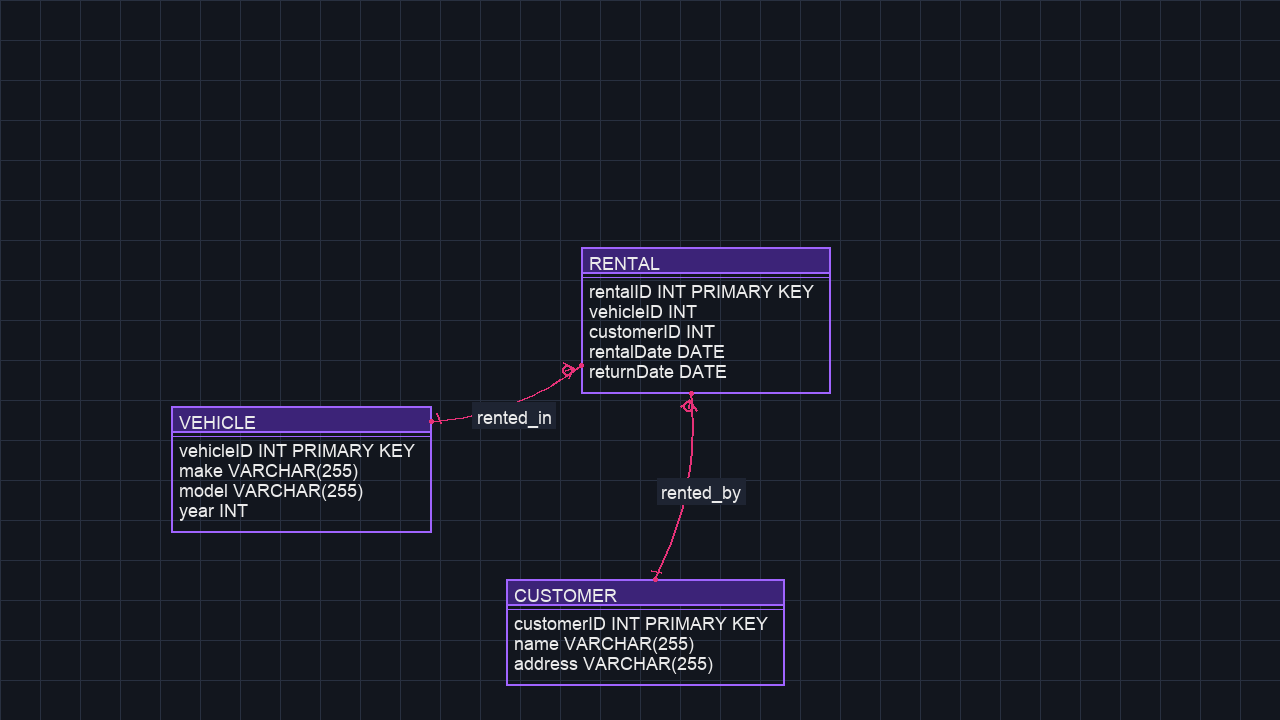 RENTAL
rentalID INT PRIMARY KEY
vehicleID INT
customerID INT
rentalDate DATE
returnDate DATE
rented_in
VEHICLE
vehicleID INT PRIMARY KEY
make VARCHAR(255)
model VARCHAR(255)
year INT
rented_by
CUSTOMER
customerID INT PRIMARY KEY
name VARCHAR(255)
address VARCHAR(255)